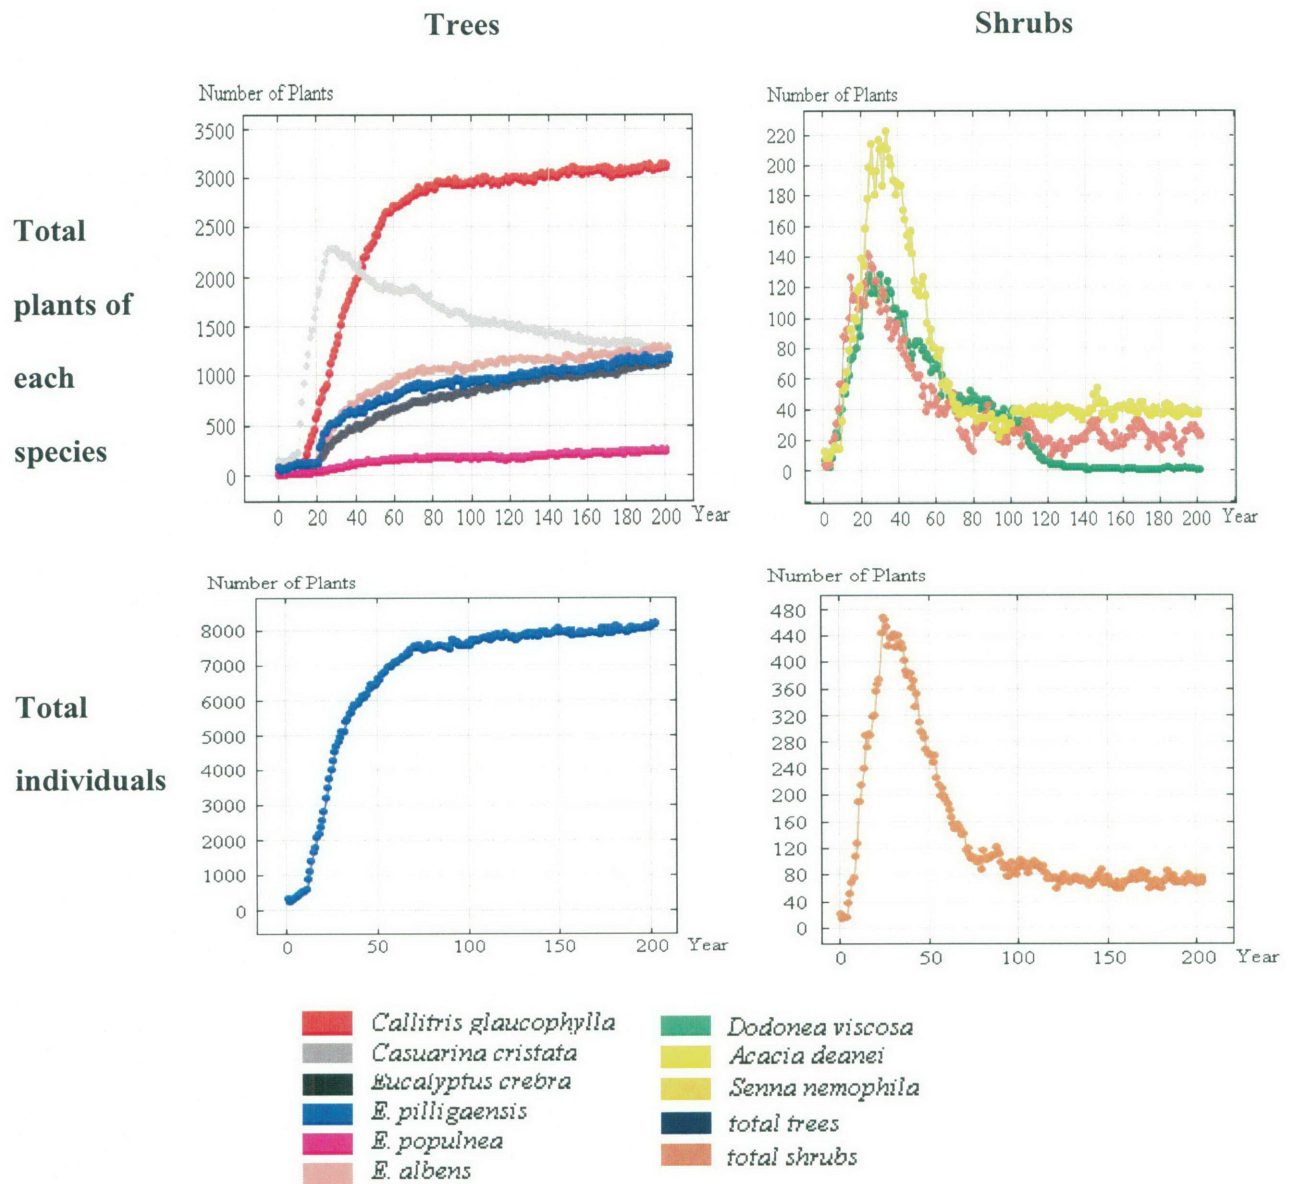 Trees
Shrubs
Total
plants of
each
species
Number of Plants
3500
3000
2500
2000
1500
1000
500
0
0 20 40 60 80 100 120 140 160 180 200 Year
Number of Plants
220
200
180
160
140
120
100
80
60
40
20
0
0 20 40 60 80 100 120 140 160 180 200 Year
Total
individuals
Number of Plants
8000
7000
6000
5000
4000
3000
2000
1000
0
0 50 100 150 200 Year
Number of Plants
480
440
400
360
320
280
240
200
160
120
80
40
0
0 50 100 150 200 Year
Callitris glaucophylla
Casuarina cristata
Eucalyptus crebra
E. pilligaensis
E. populnea
E. albens
Dodonea viscosa
Acacia deanei
Senna nemophila
total trees
total shrubs